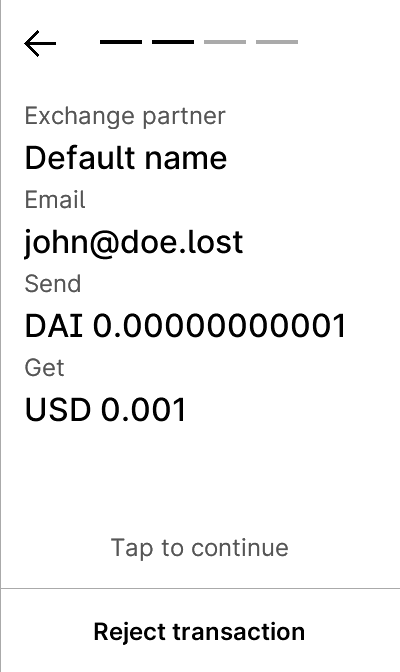 Exchange partner
Default name
Email
john@doe.lost
Send
DAI 0.00000000001
Get
USD 0.001
Tap to continue
Reject transaction